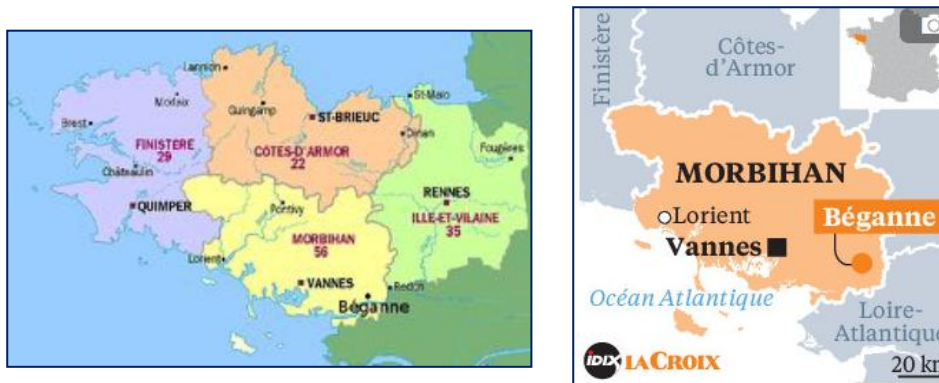 Lannion
Morlaix
Brest
Guingamp
ST-BRIEUC
St-Malo
Dinan
Fougères
FINISTERE
29
CÔTES-D'ARMOR
22
Châteaulin
QUIMPER
RENNES
ILLE-ET-VILAINE
35
Pontivy
MORBIHAN
56
Lorient
VANNES
Redon
Béganne
Finistère
Côtes-
d'Armor
MORBIHAN
Lorient
Vannes
Béganne
Océan Atlantique
Loire-
Atlantique
iDIX LA CROIX
20 km